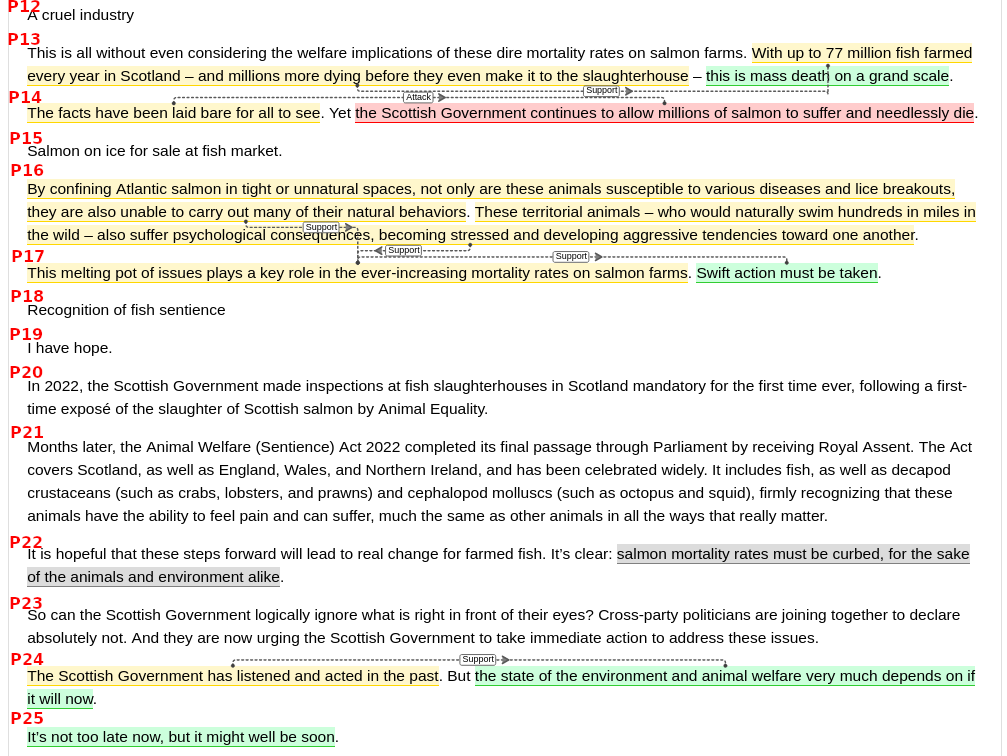 P12
A cruel industry
P13
This is all without even considering the welfare implications of these dire mortality rates on salmon farms. With up to 77 million fish farmed
every year in Scotland – and millions more dying before they even make it to the slaughterhouse – this is mass death on a grand scale.
Support
P14
Attack
The facts have been laid bare for all to see. Yet the Scottish Government continues to allow millions of salmon to suffer and needlessly die.
P15
Salmon on ice for sale at fish market.
P16
By confining Atlantic salmon in tight or unnatural spaces, not only are these animals susceptible to various diseases and lice breakouts,
they are also unable to carry out many of their natural behaviors. These territorial animals – who would naturally swim hundreds in miles in
Support
the wild – also suffer psychological consequences, becoming stressed and developing aggressive tendencies toward one another.
Support
P17
Support
This melting pot of issues plays a key role in the ever-increasing mortality rates on salmon farms. Swift action must be taken.
P18
Recognition of fish sentience
P19
I have hope.
P20
In 2022, the Scottish Government made inspections at fish slaughterhouses in Scotland mandatory for the first time ever, following a first-
time exposé of the slaughter of Scottish salmon by Animal Equality.
P21
Months later, the Animal Welfare (Sentience) Act 2022 completed its final passage through Parliament by receiving Royal Assent. The Act
covers Scotland, as well as England, Wales, and Northern Ireland, and has been celebrated widely. It includes fish, as well as decapod
crustaceans (such as crabs, lobsters, and prawns) and cephalopod molluscs (such as octopus and squid), firmly recognizing that these
animals have the ability to feel pain and can suffer, much the same as other animals in all the ways that really matter.
P22
It is hopeful that these steps forward will lead to real change for farmed fish. It's clear: salmon mortality rates must be curbed, for the sake
of the animals and environment alike.
P23
So can the Scottish Government logically ignore what is right in front of their eyes? Cross-party politicians are joining together to declare
absolutely not. And they are now urging the Scottish Government to take immediate action to address these issues.
P24
Support
The Scottish Government has listened and acted in the past. But the state of the environment and animal welfare very much depends on if
it will now.
P25
It's not too late now, but it might well be soon.